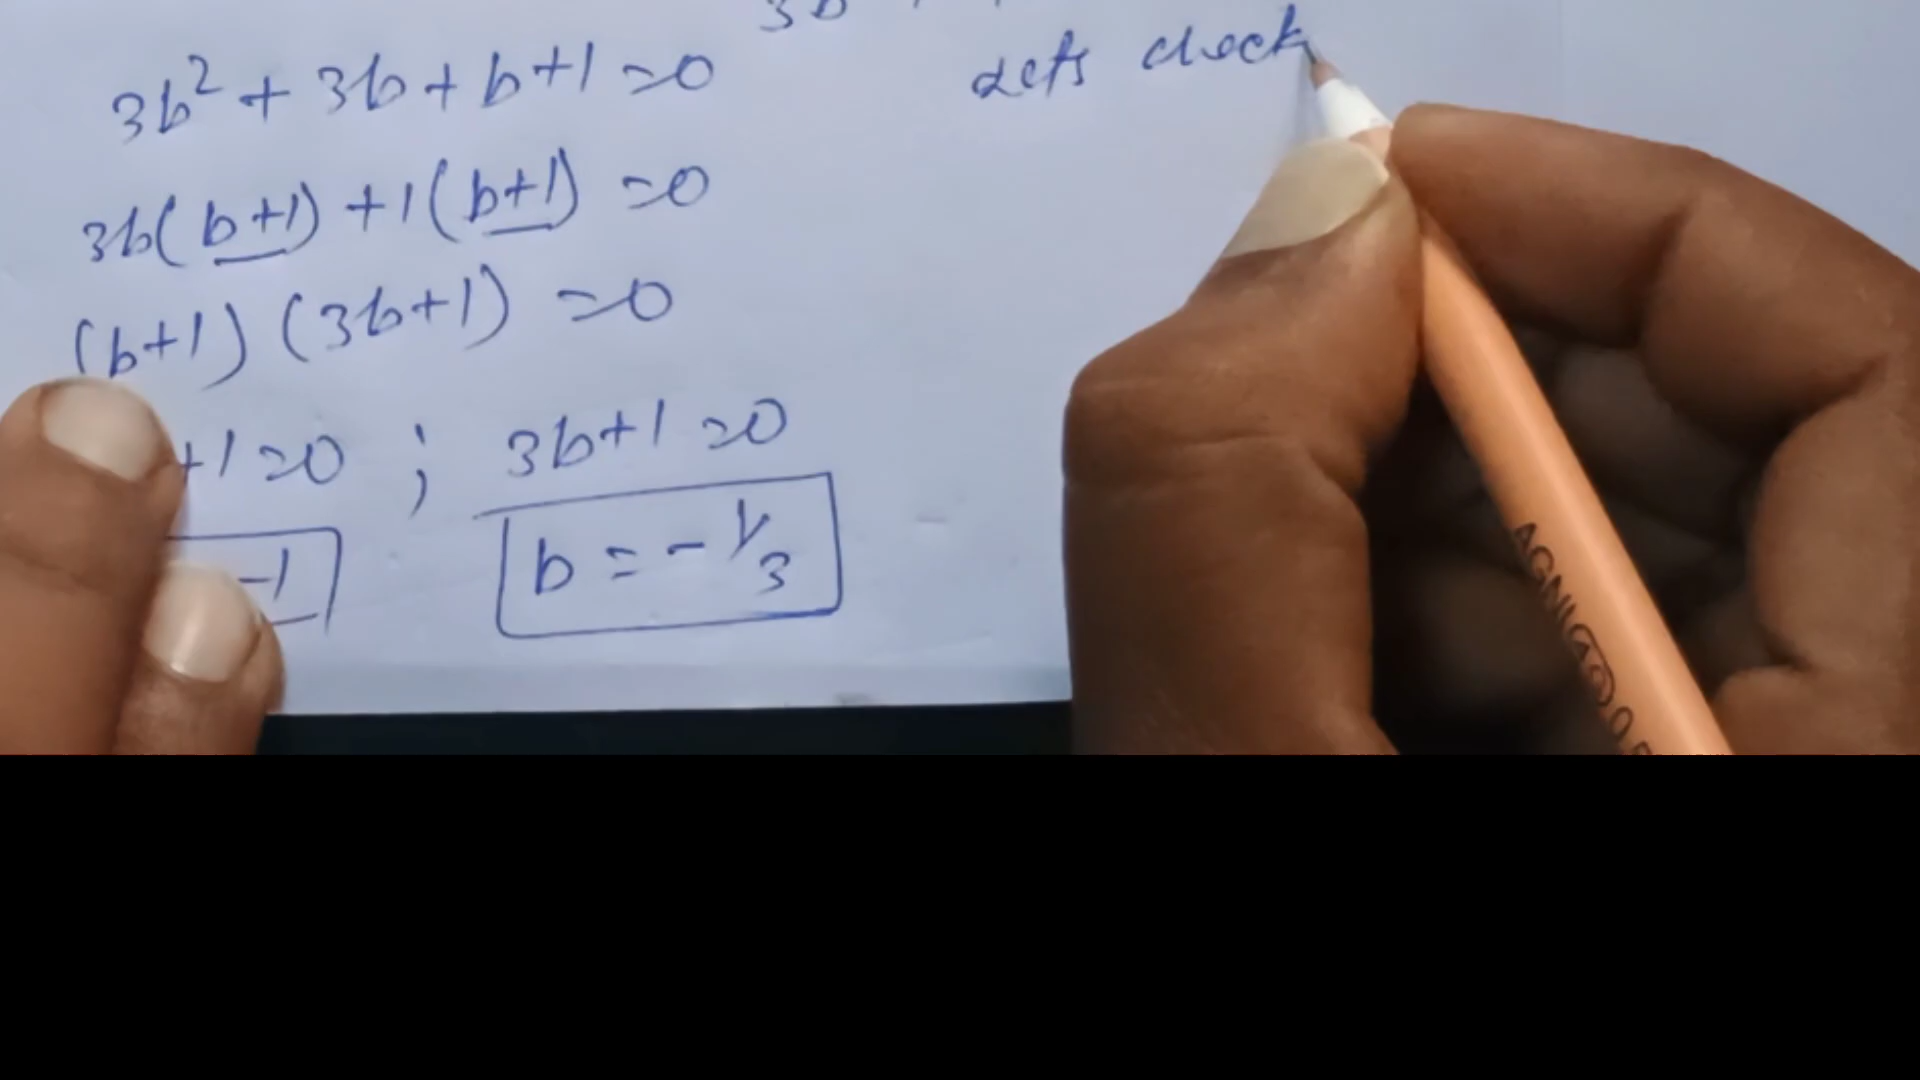 3b² + 3b + b + 1 = 0
3b(b+1) + 1(b+1) = 0
(b+1) (3b+1) = 0
+1 = 0 ; 3b+1 = 0
-1
b = - 1/3
3b
Lets check
AGNI